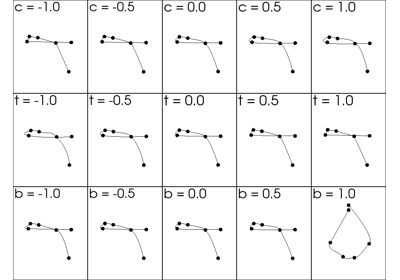 c = -1.0 c = -0.5 c = 0.0 c = 0.5 c = 1.0
t = -1.0 t = -0.5 t = 0.0 t = 0.5 t = 1.0
b = -1.0 b = -0.5 b = 0.0 b = 0.5 b = 1.0